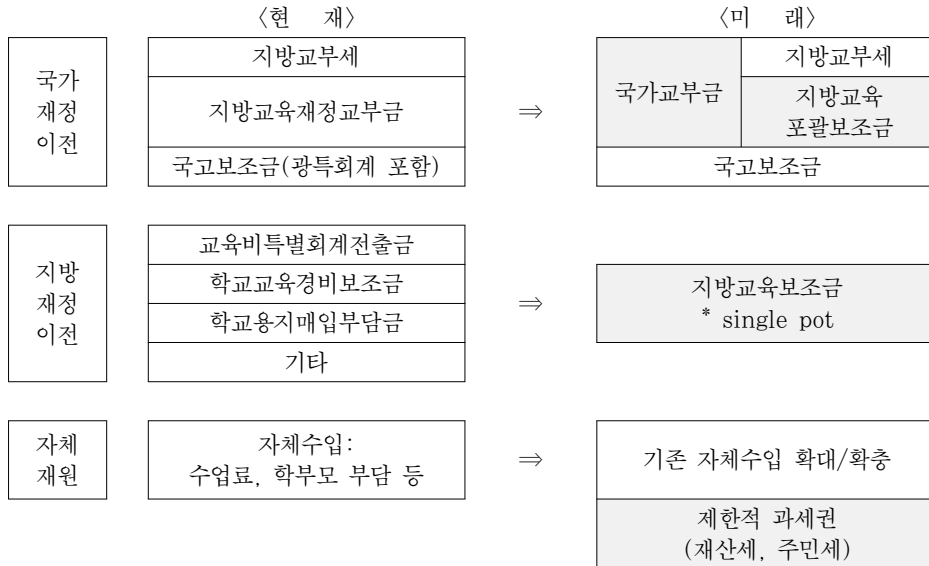 〈현 재〉
〈미 래〉
국가
재정
이전
지방교부세
지방교육재정교부금
국고보조금(광특회계 포함)
⇒
국가교부금
지방교부세
지방교육
포괄보조금
국고보조금
지방
재정
이전
교육비특별회계전출금
학교교육경비보조금
학교용지매입부담금
기타
⇒
지방교육보조금
* single pot
자체
재원
자체수입:
수업료, 학부모 부담 등
⇒
기존 자체수입 확대/확충
제한적 과세권
(재산세, 주민세)